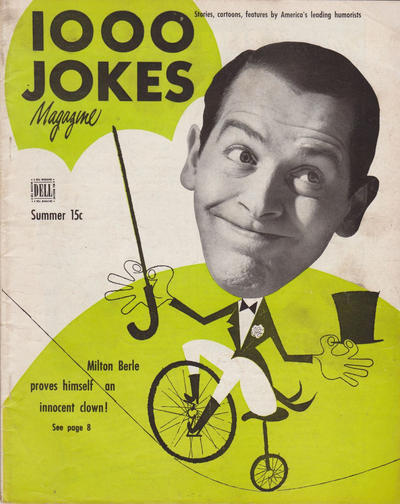 Stories, cartoons, features by America's leading humorists
1000
JOKES
Magazine
DELL
Summer 15c
Milton Berle
proves himself an
innocent clown!
See page 8